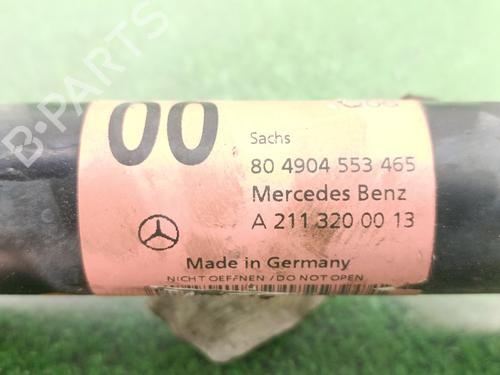 00
Sachs
80 4904 553 465
Mercedes Benz
A 211 320 00 13
Made in Germany
NICHT OEFFNEN / DO NOT OPEN
B-PARTS